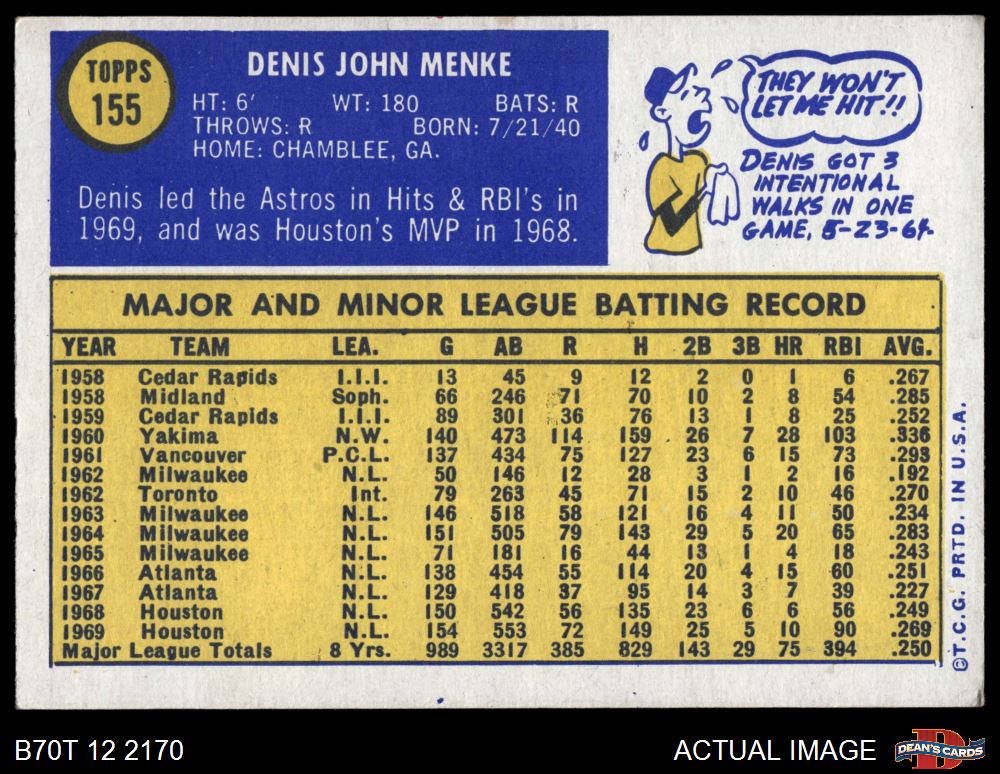 TOPPS
155
DENIS JOHN MENKE
HT: 6' WT: 180 BATS: R
THROWS: R BORN: 7/21/40
HOME: CHAMBLEE, GA.
Denis led the Astros in Hits & RBI's in
1969, and was Houston's MVP in 1968.
THEY WON'T
LET ME HIT!!
DENIS GOT 3
INTENTIONAL
WALKS IN ONE
GAME, 5-23-64.
MAJOR AND MINOR LEAGUE BATTING RECORD
YEAR TEAM LEA. G AB R H 2B 3B HR RBI AVG.
1958 Cedar Rapids I.I.I. 13 45 9 12 2 0 1 6 .267
1958 Midland Soph. 66 246 71 70 10 2 8 54 .285
1959 Cedar Rapids I.I.I. 89 301 36 76 13 1 8 25 .252
1960 Yakima N.W. 140 473 114 159 26 7 28 103 .336
1961 Vancouver P.C.L. 137 434 75 127 23 6 15 73 .293
1962 Milwaukee N.L. 50 146 12 28 3 1 2 16 .192
1962 Toronto Int. 79 263 45 71 15 2 10 46 .270
1963 Milwaukee N.L. 146 518 58 121 16 4 11 50 .234
1964 Milwaukee N.L. 151 505 79 143 29 5 20 65 .283
1965 Milwaukee N.L. 71 181 16 44 13 1 4 18 .243
1966 Atlanta N.L. 138 454 55 114 20 4 15 60 .251
1967 Atlanta N.L. 129 418 37 95 14 3 7 39 .227
1968 Houston N.L. 150 542 56 135 23 6 6 56 .249
1969 Houston N.L. 154 553 72 149 25 5 10 90 .269
Major League Totals 8 Yrs. 989 3317 385 829 143 29 75 394 .250
©T.C.G. PRTD. IN U.S.A.
B70T 12 2170
ACTUAL IMAGE
DEAN'S CARDS